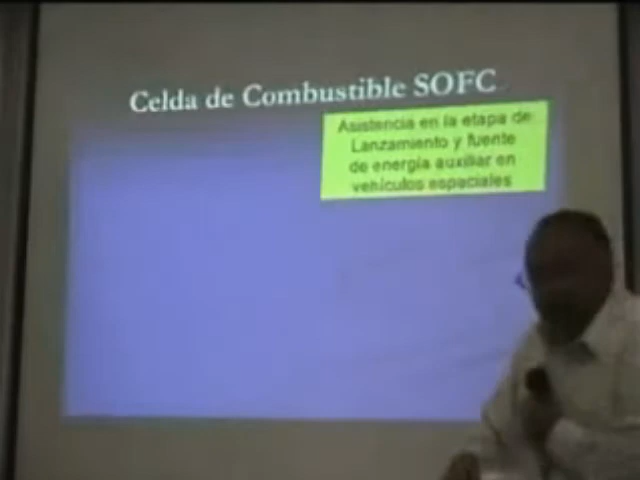 Celda de Combustible SOFC
Asistencia en la etapa de
Lanzamiento y fuente
de energía auxiliar en
vehículos espaciales